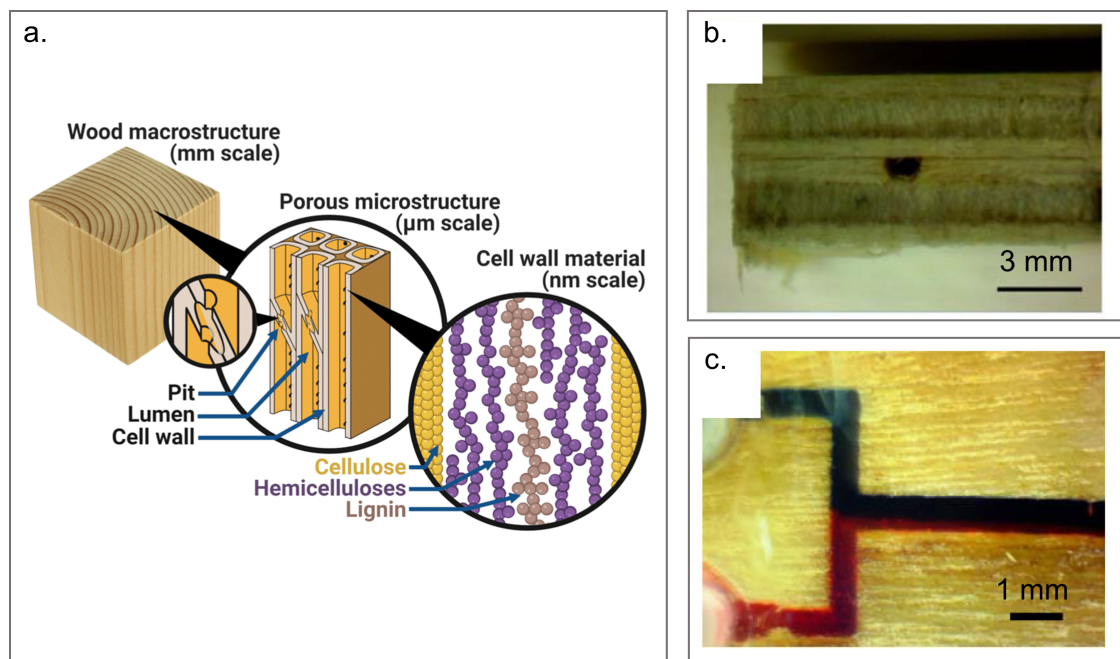 a.
Wood macrostructure
(mm scale)
Porous microstructure
(µm scale)
Cell wall material
(nm scale)
Pit
Lumen
Cell wall
Cellulose
Hemicelluloses
Lignin
b.
3 mm
c.
1 mm